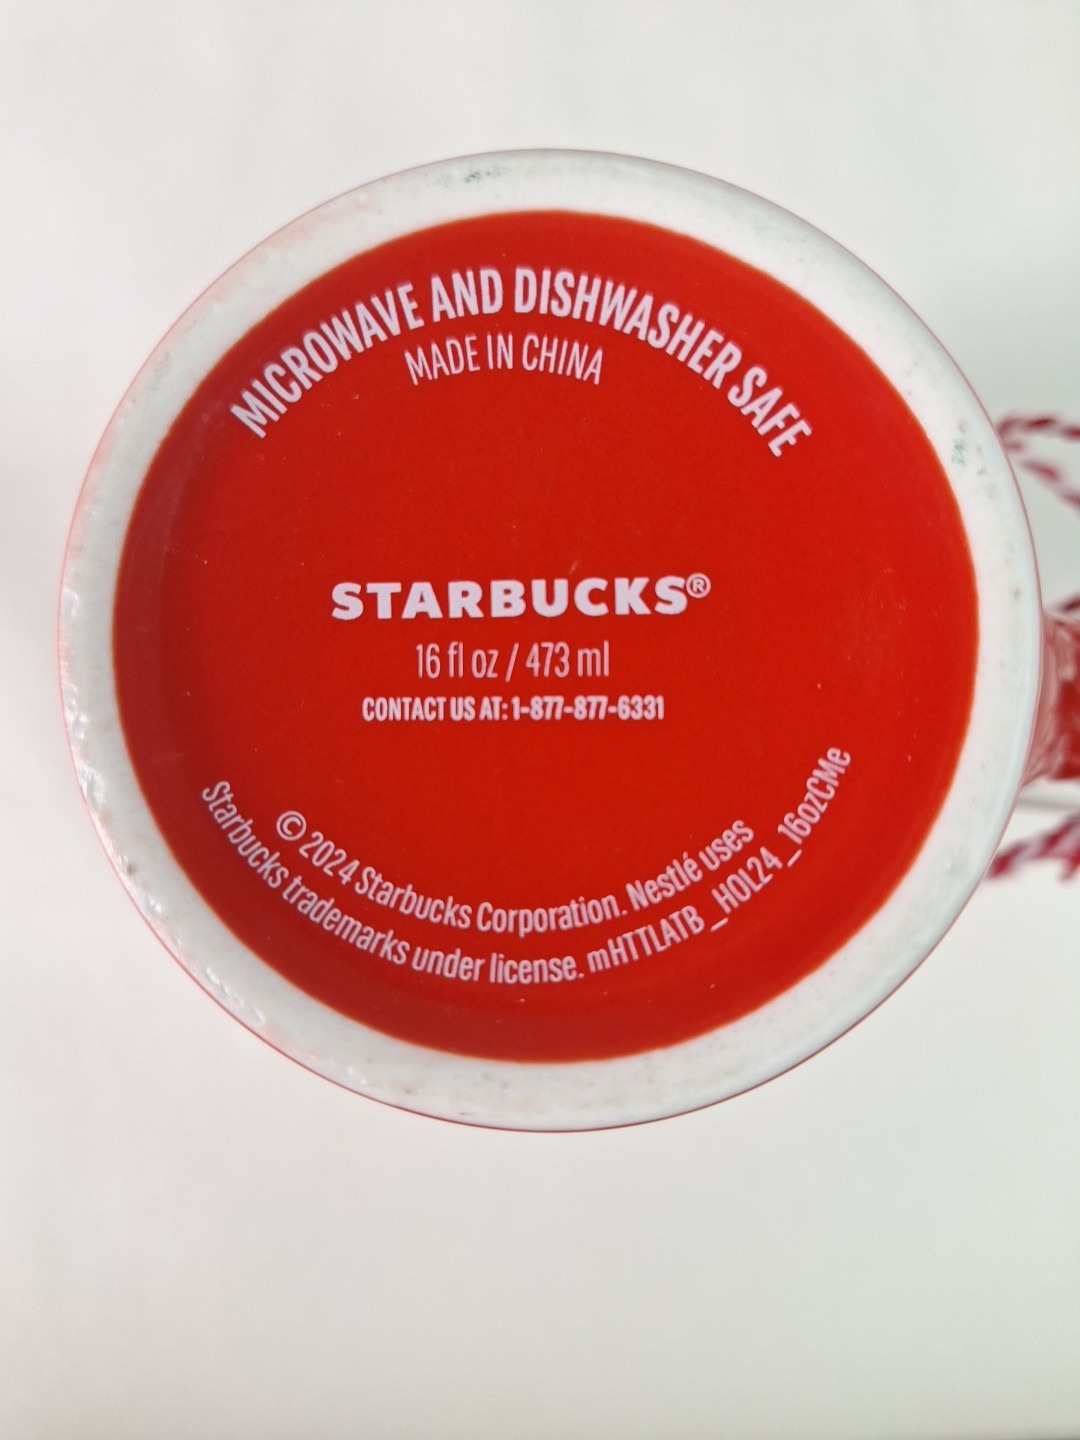 MICROWAVE AND DISHWASHER SAFE
MADE IN CHINA
STARBUCKS®
16 fl oz / 473 ml
CONTACT US AT: 1-877-877-6331
© 2024 Starbucks Corporation. Nestlé uses
Starbucks trademarks under license. mHTTLATB_HOL24_16ozCMe